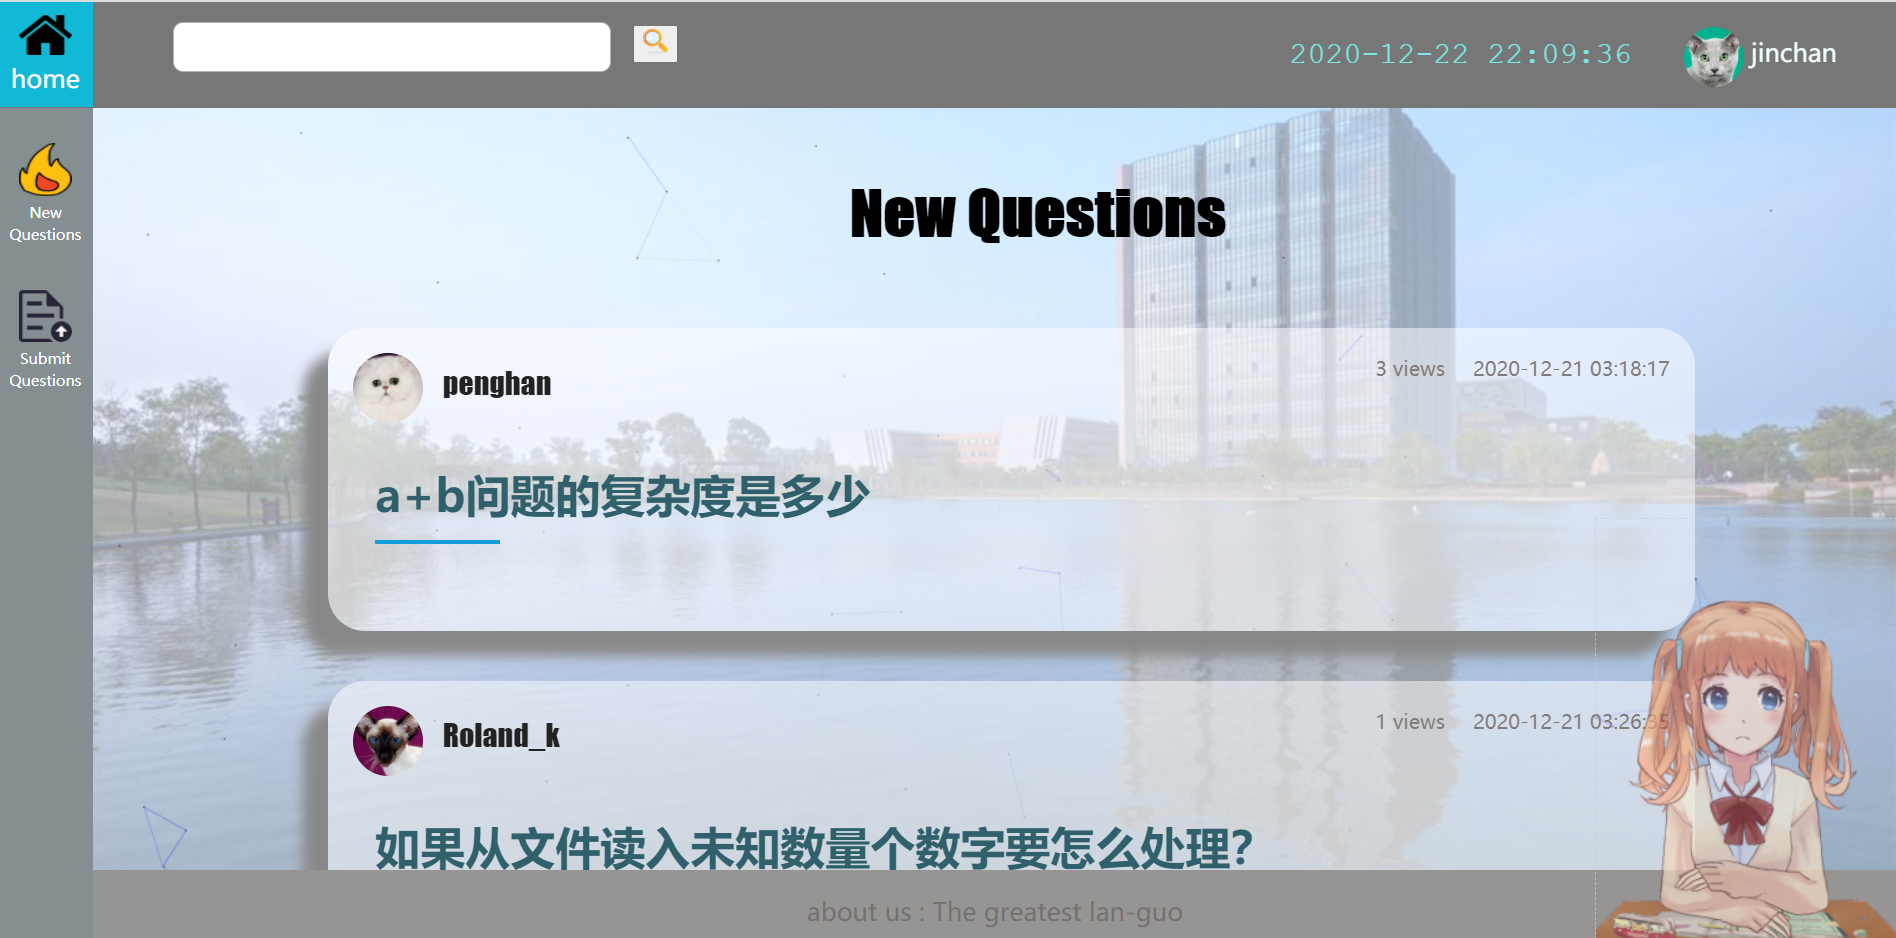 home
2020-12-22 22:09:36
jinchan
New
Questions
Submit
Questions
New Questions
penghan
3 views 2020-12-21 03:18:17
a+b问题的复杂度是多少
Roland_k
1 views 2020-12-21 03:26:35
如果从文件读入未知数量个数字要怎么处理?
about us : The greatest lan-guo